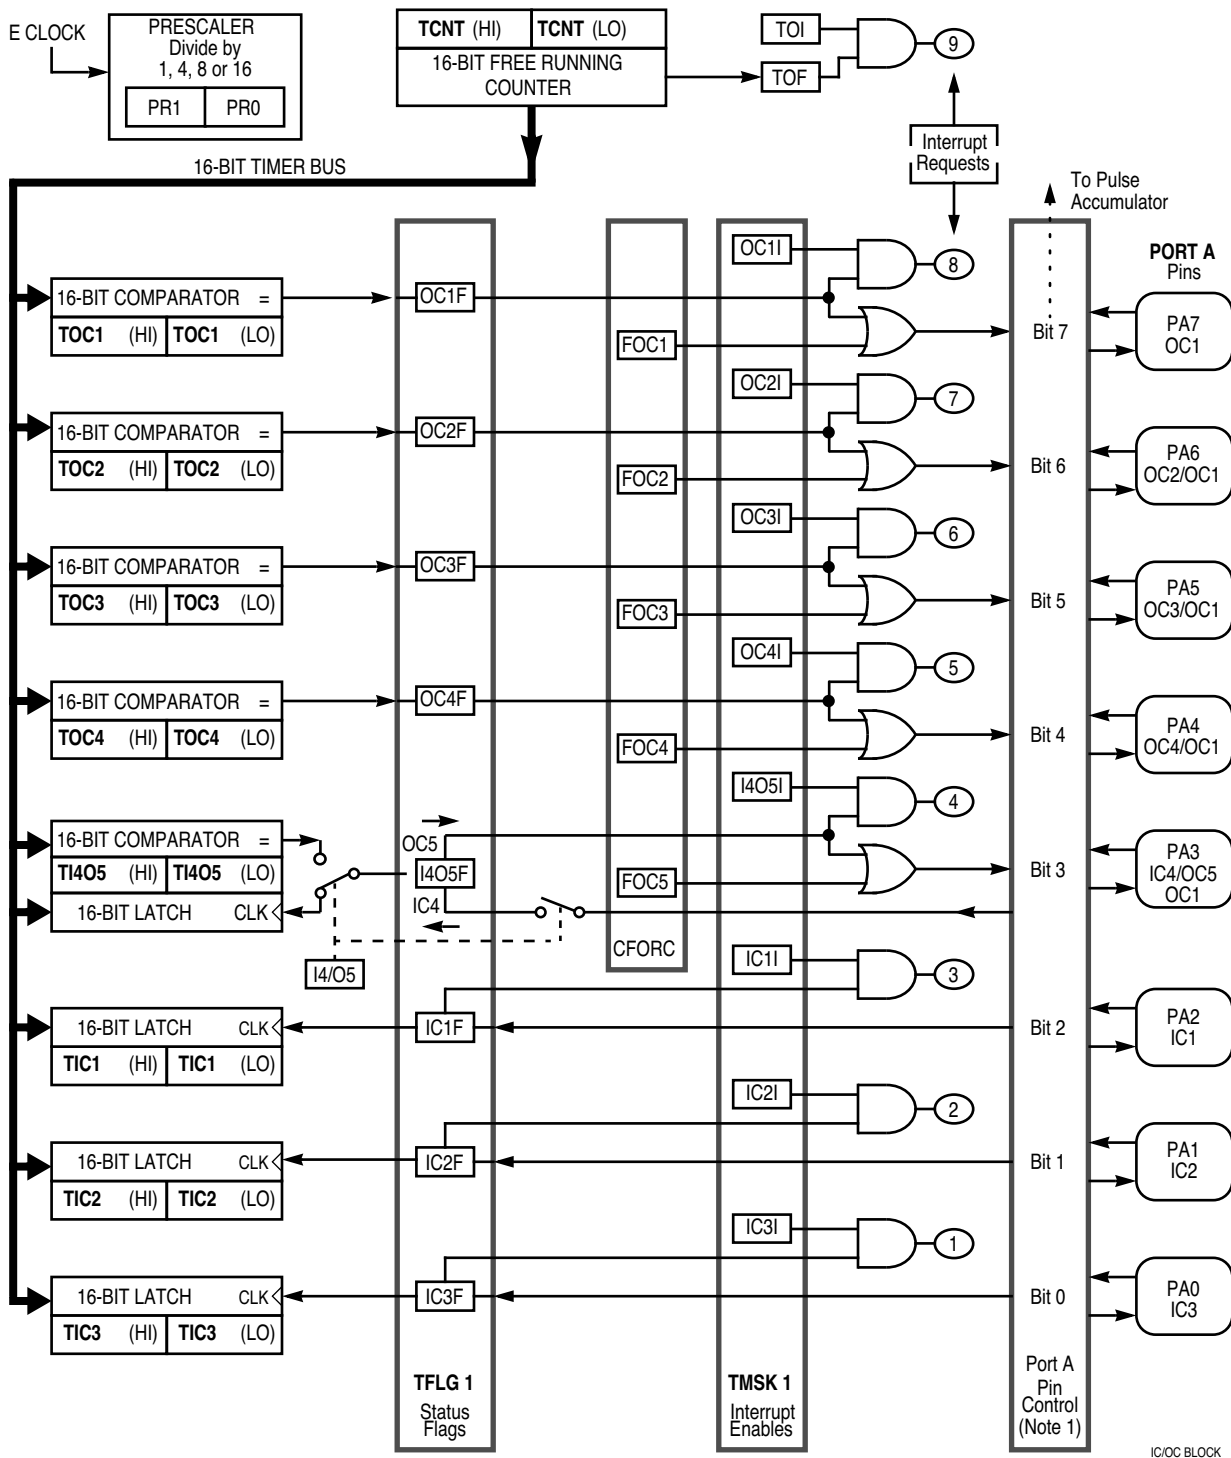 E CLOCK
PRESCALER
Divide by
1, 4, 8 or 16
PR1 PR0
TCNT (HI) TCNT (LO)
16-BIT FREE RUNNING
COUNTER
TOI
TOF
9
16-BIT TIMER BUS
Interrupt
Requests
To Pulse
Accumulator
PORT A
Pins
OC1I
8
16-BIT COMPARATOR =
TOC1 (HI) TOC1 (LO)
OC1F
FOC1
Bit 7
PA7
OC1
OC2I
7
16-BIT COMPARATOR =
TOC2 (HI) TOC2 (LO)
OC2F
FOC2
Bit 6
PA6
OC2/OC1
OC3I
6
16-BIT COMPARATOR =
TOC3 (HI) TOC3 (LO)
OC3F
FOC3
Bit 5
PA5
OC3/OC1
OC4I
5
16-BIT COMPARATOR =
TOC4 (HI) TOC4 (LO)
OC4F
FOC4
Bit 4
PA4
OC4/OC1
I4O5I
4
16-BIT COMPARATOR =
TI4O5 (HI) TI4O5 (LO)
16-BIT LATCH CLK
OC5
I4O5F
IC4
FOC5
Bit 3
PA3
IC4/OC5
OC1
I4/O5
CFORC
IC1I
3
16-BIT LATCH CLK
TIC1 (HI) TIC1 (LO)
IC1F
Bit 2
PA2
IC1
IC2I
2
16-BIT LATCH CLK
TIC2 (HI) TIC2 (LO)
IC2F
Bit 1
PA1
IC2
IC3I
1
16-BIT LATCH CLK
TIC3 (HI) TIC3 (LO)
IC3F
Bit 0
PA0
IC3
TFLG 1
Status
Flags
TMSK 1
Interrupt
Enables
Port A
Pin
Control
(Note 1)
IC/OC BLOCK